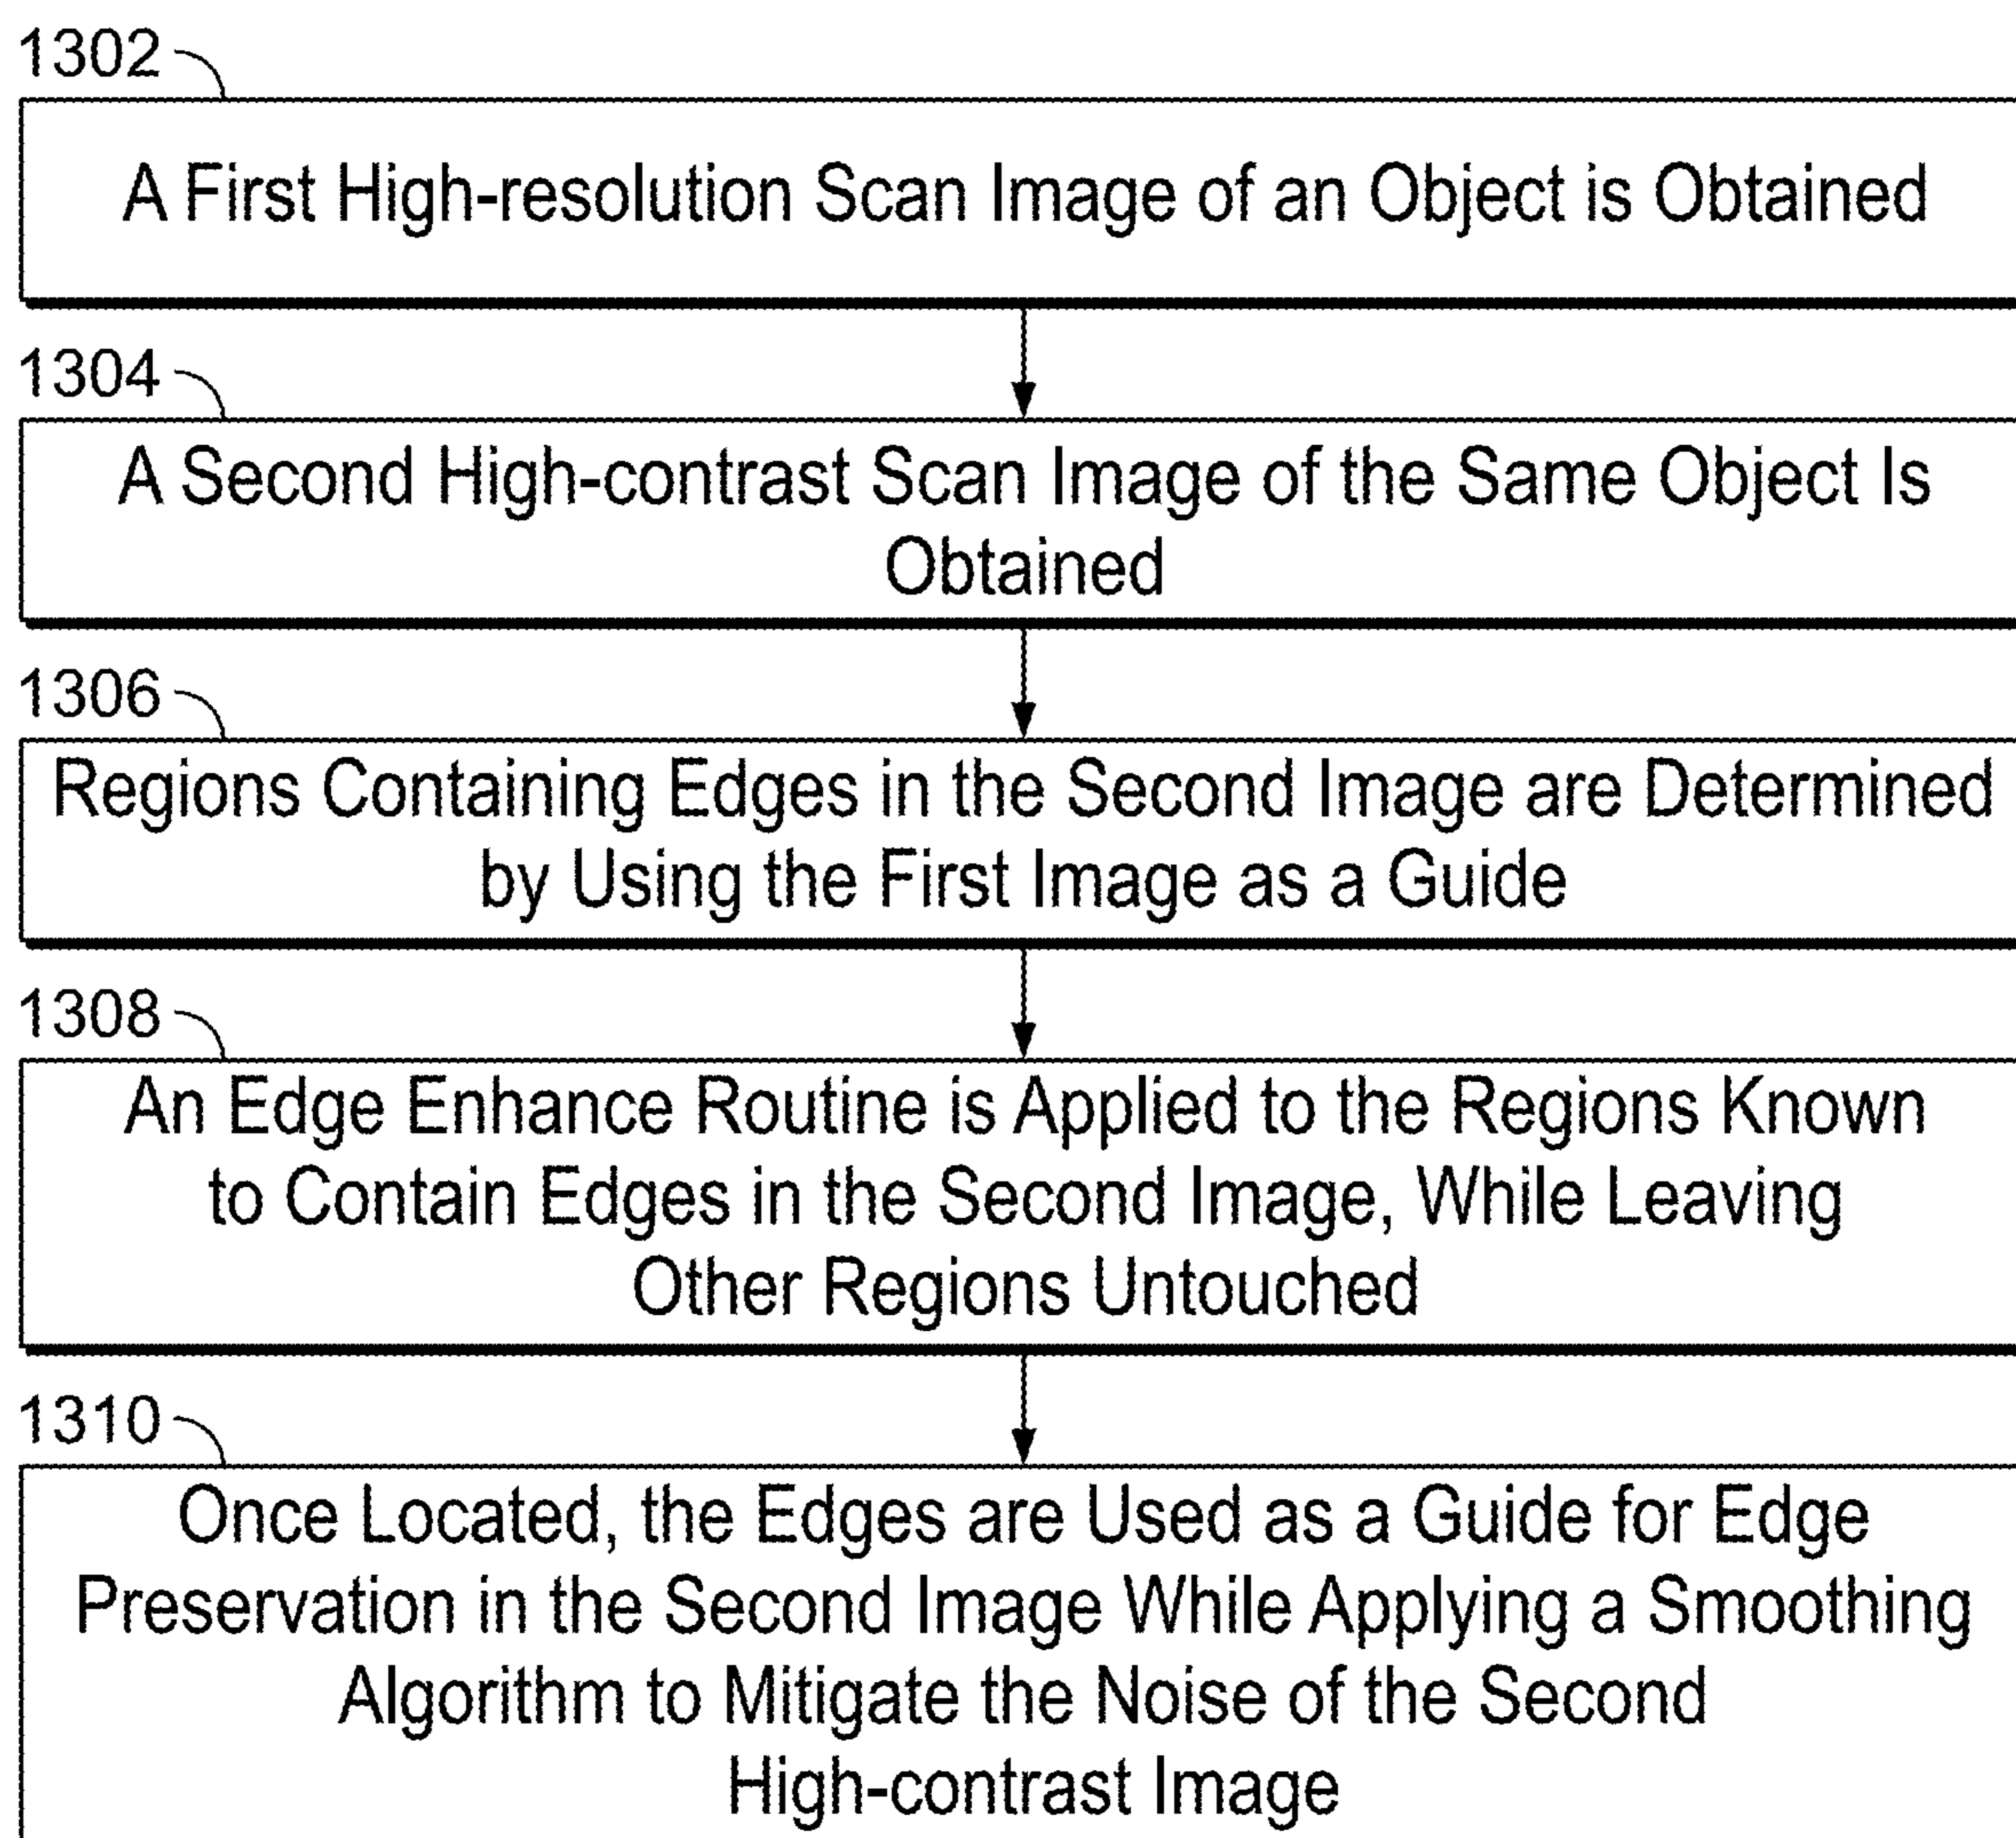 1302
A First High-resolution Scan Image of an Object is Obtained
1304
A Second High-contrast Scan Image of the Same Object Is
Obtained
1306
Regions Containing Edges in the Second Image are Determined
by Using the First Image as a Guide
1308
An Edge Enhance Routine is Applied to the Regions Known
to Contain Edges in the Second Image, While Leaving
Other Regions Untouched
1310
Once Located, the Edges are Used as a Guide for Edge
Preservation in the Second Image While Applying a Smoothing
Algorithm to Mitigate the Noise of the Second
High-contrast Image